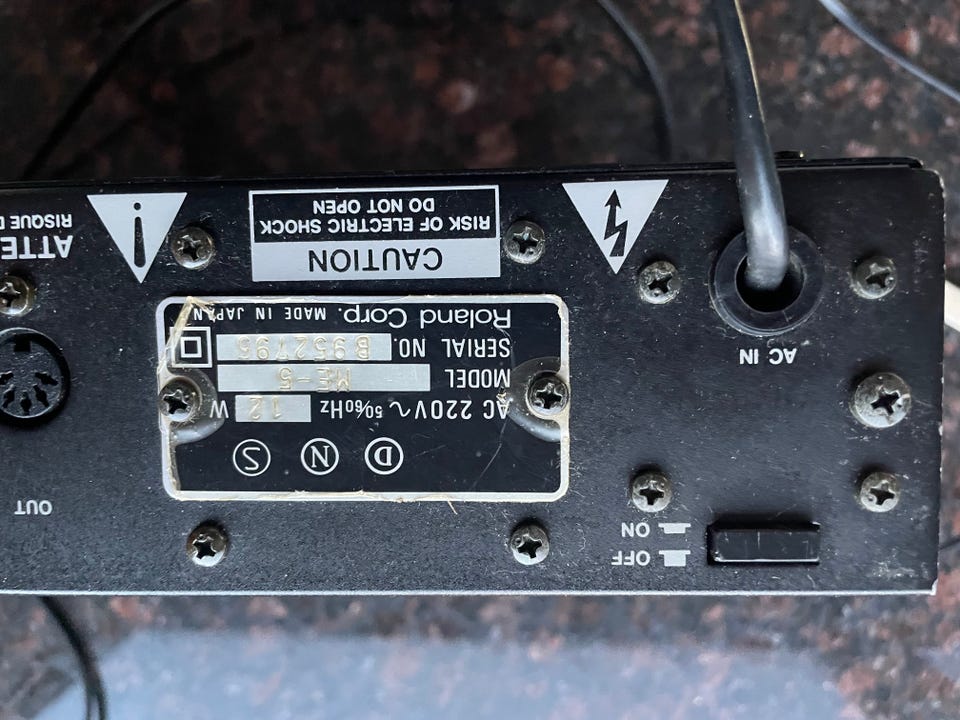 OFF
ON
OUT
D N S
AC 220V~ 50/60Hz 12 W
MODEL ME-5
SERIAL NO.
Roland Corp. MADE IN JAPAN
AC IN
CAUTION
RISK OF ELECTRIC SHOCK
DO NOT OPEN
ATTE
RISQUE D